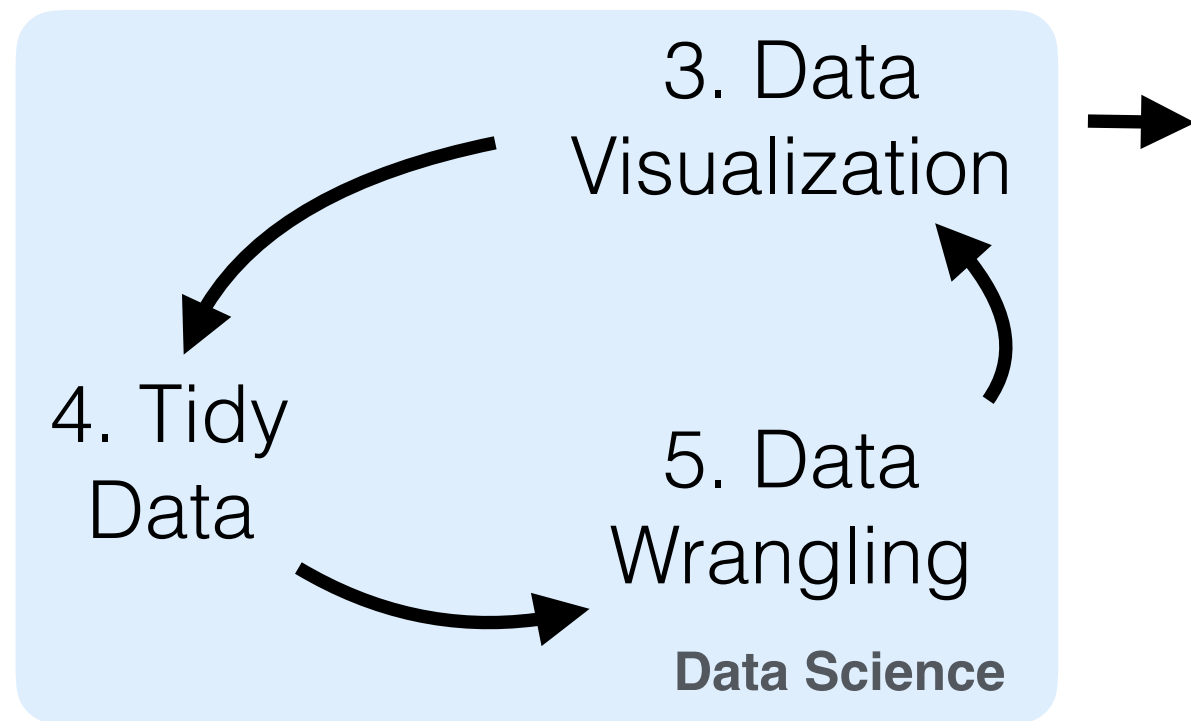 3. Data
Visualization
4. Tidy
Data
5. Data
Wrangling
Data Science